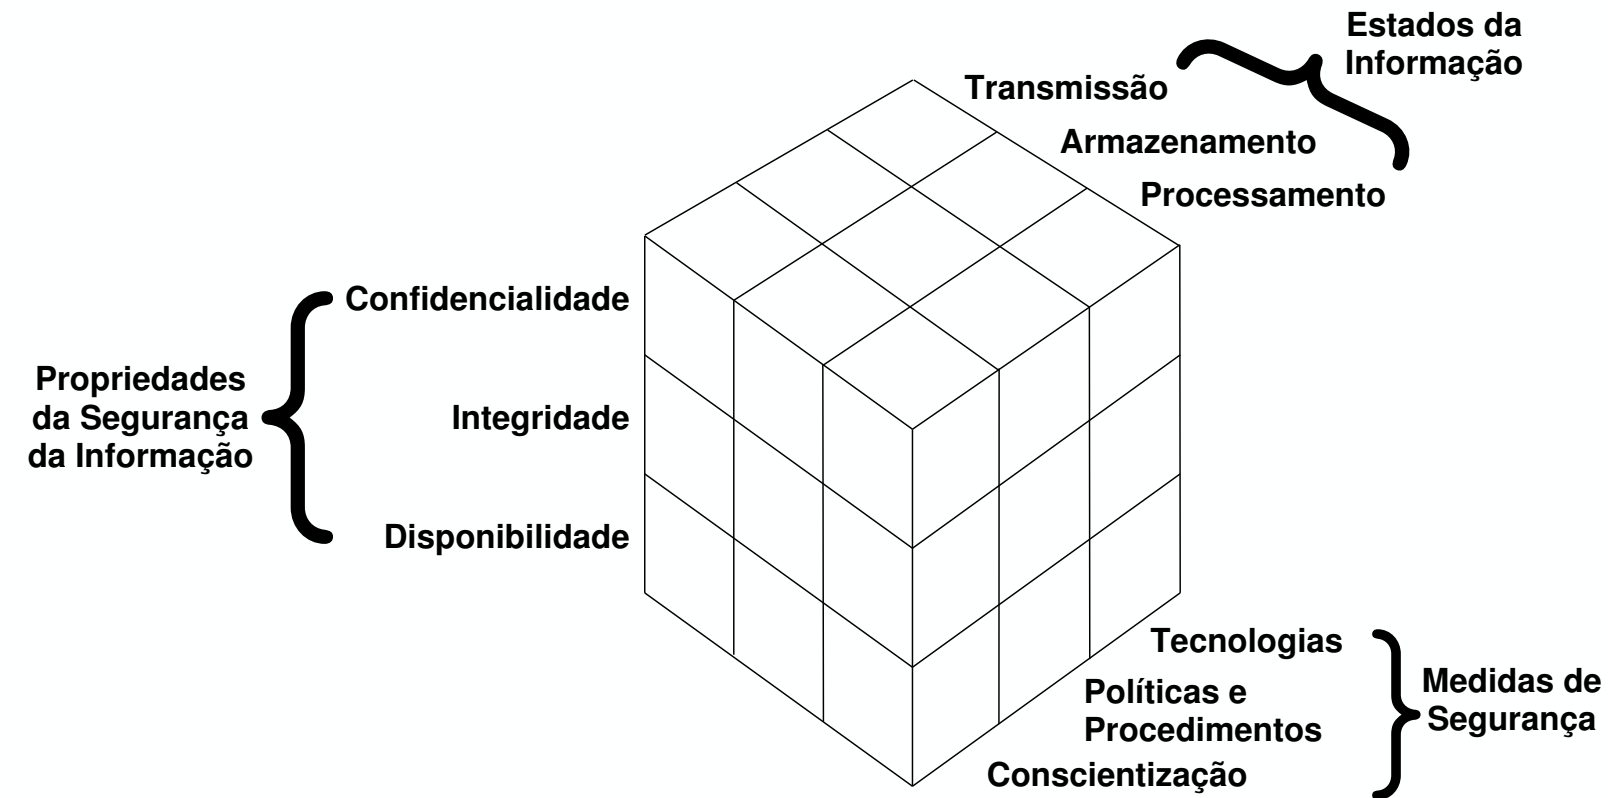 Estados da
Informação
Transmissão
Armazenamento
Processamento
Confidencialidade
Propriedades
da Segurança
da Informação
Integridade
Disponibilidade
Tecnologias
Políticas e
Procedimentos
Conscientização
Medidas de
Segurança